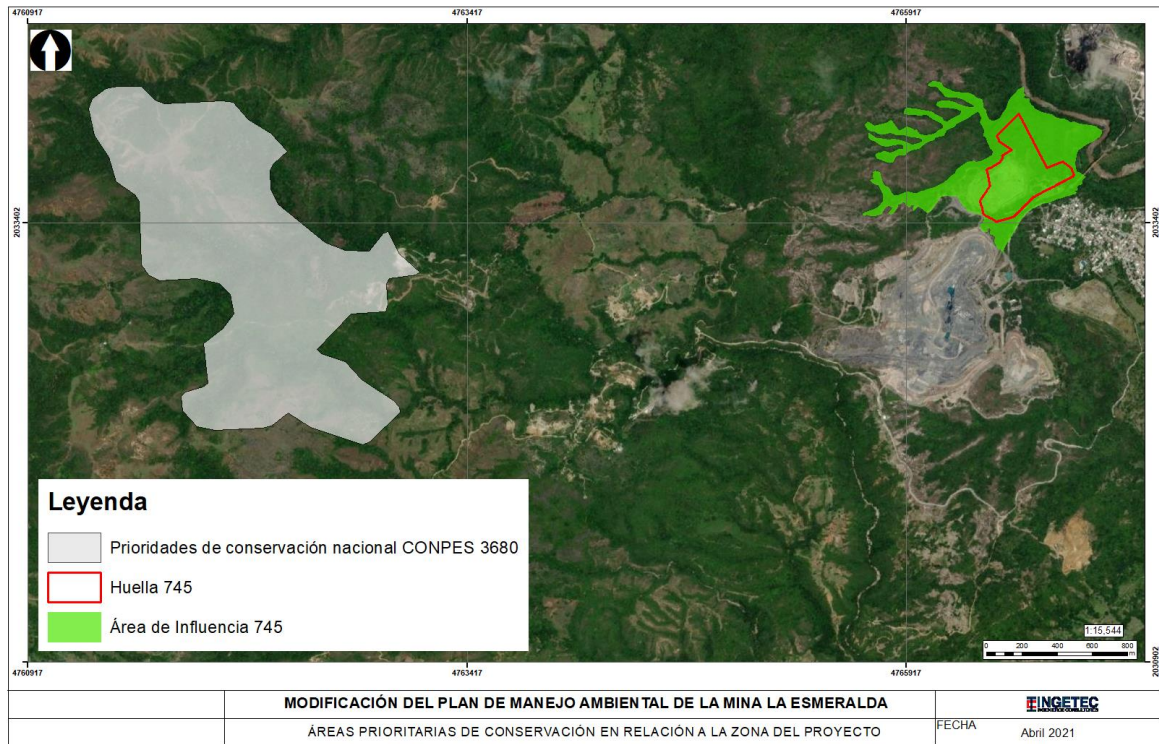 4760917
4763417
4765917
2033402
2033402
Leyenda
Prioridades de conservación nacional CONPES 3680
Huella 745
Área de Influencia 745
1:15,544
0 200 400 600 800
m
2030902
4760917
4763417
4765917
MODIFICACIÓN DEL PLAN DE MANEJO AMBIENTAL DE LA MINA LA ESMERALDA
INGETEC
ÁREAS PRIORITARIAS DE CONSERVACIÓN EN RELACIÓN A LA ZONA DEL PROYECTO
FECHA
Abril 2021